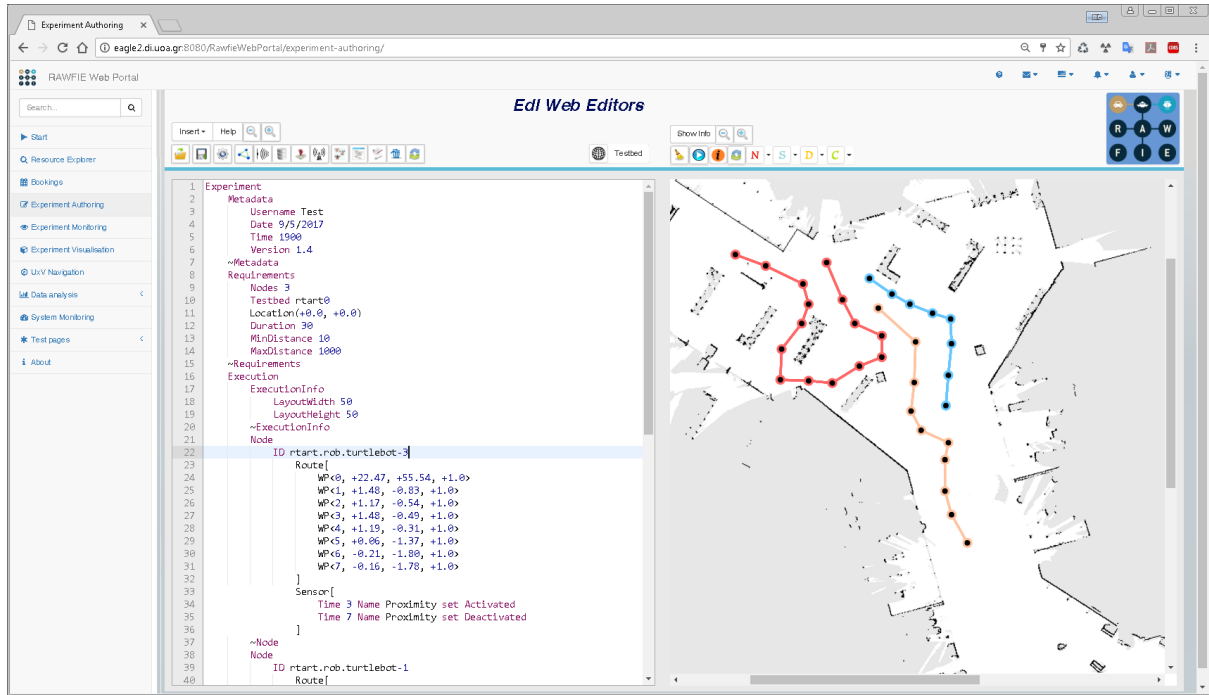 Experiment Authoring
eagle2.di.uoa.gr:8080/RawfieWebPortal/experiment-authoring/
RAWFIE Web Portal
Search...
Start
Resource Explorer
Bookings
Experiment Authoring
Experiment Monitoring
Experiment Visualisation
UxV Navigation
Data analysis
System Monitoring
Test pages
About
Edl Web Editors
Insert Help
Testbed
Show Info
N S D C
R A W
F I E
1 Experiment
2 Metadata
3 Username Test
4 Date 9/5/2017
5 Time 1900
6 Version 1.4
7 ~Metadata
8 Requirements
9 Nodes 3
10 Testbed rtart0
11 Location(+0.0, +0.0)
12 Duration 30
13 MinDistance 10
14 MaxDistance 1000
15 ~Requirements
16 Execution
17 ExecutionInfo
18 LayoutWidth 50
19 LayoutHeight 50
20 ~ExecutionInfo
21 Node
22 ID rtart.rob.turtlebot-3
23 Route[
24 WP<0, +22.47, +55.54, +1.0>
25 WP<1, +1.48, -0.83, +1.0>
26 WP<2, +1.17, -0.54, +1.0>
27 WP<3, +1.48, -0.49, +1.0>
28 WP<4, +1.19, -0.31, +1.0>
29 WP<5, +0.06, -1.37, +1.0>
30 WP<6, -0.21, -1.80, +1.0>
31 WP<7, -0.16, -1.78, +1.0>
32 ]
33 Sensor[
34 Time 3 Name Proximity set Activated
35 Time 7 Name Proximity set Deactivated
36 ]
37 ~Node
38 Node
39 ID rtart.rob.turtlebot-1
40 Route[